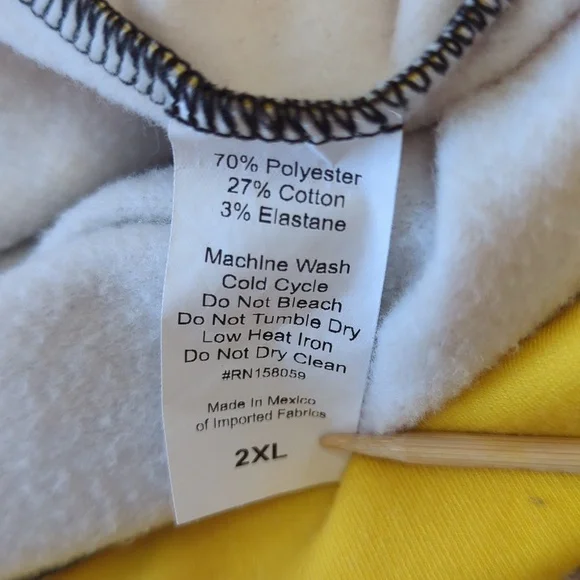 70% Polyester
27% Cotton
3% Elastane
Machine Wash
Cold Cycle
Do Not Bleach
Do Not Tumble Dry
Low Heat Iron
Do Not Dry Clean
#RN158059
Made In Mexico
of Imported Fabrics
2XL